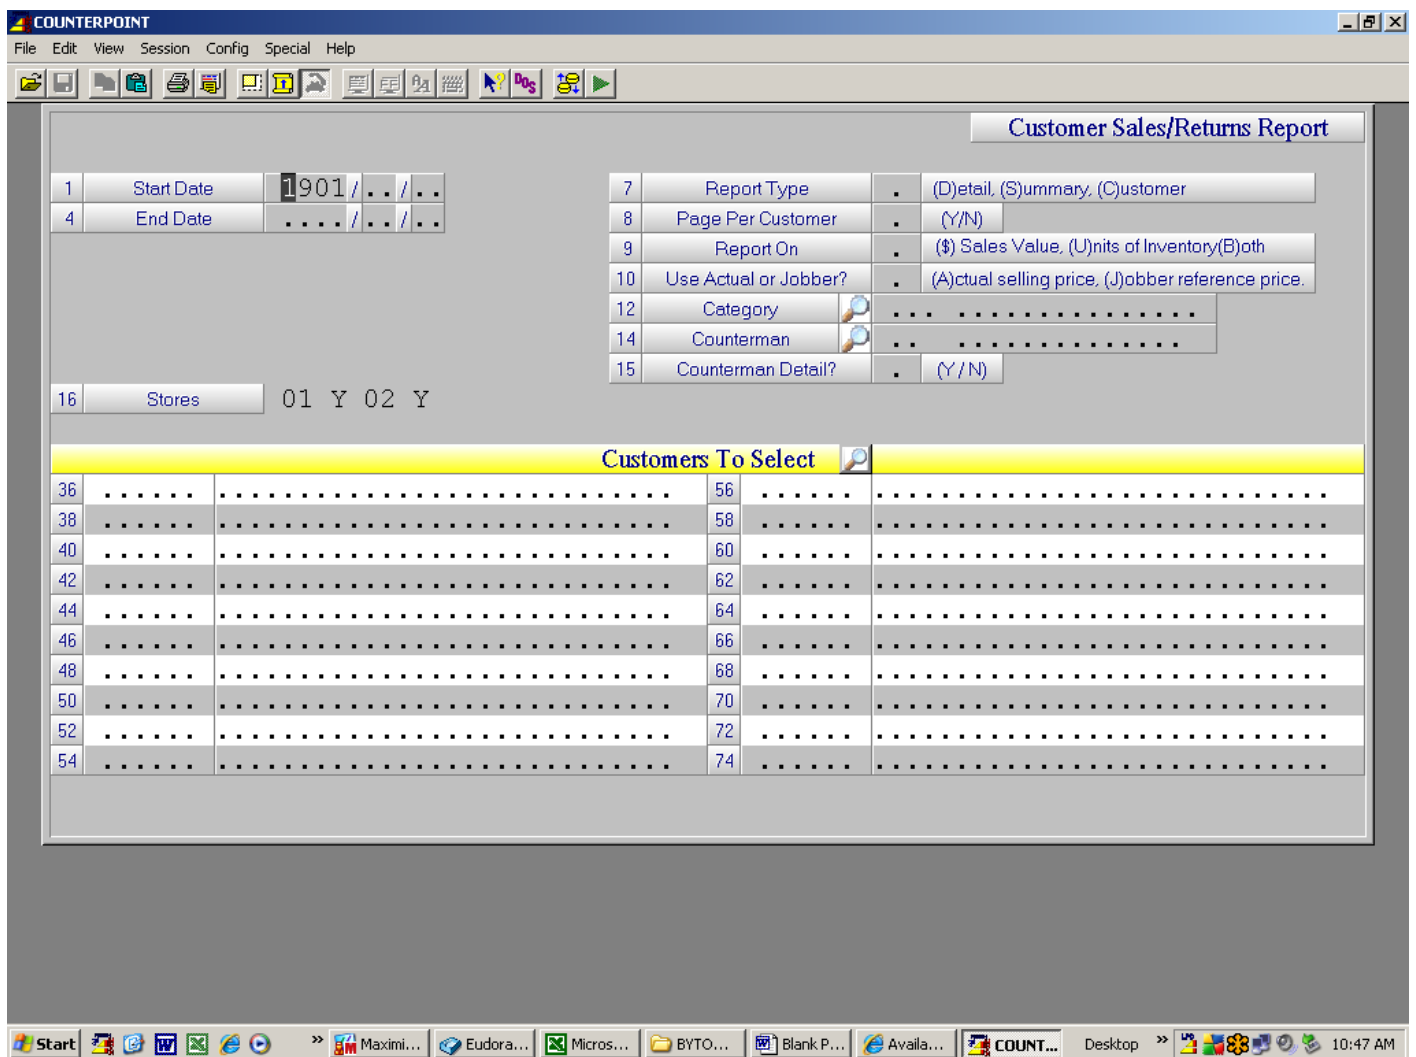 COUNTERPOINT
File Edit View Session Config Special Help
DOS
Customer Sales/Returns Report
1 Start Date 1901/../..
4 End Date ..../../..
7 Report Type . (D)etail, (S)ummary, (C)ustomer
8 Page Per Customer . (Y/N)
9 Report On . ($) Sales Value, (U)nits of Inventory(B)oth
10 Use Actual or Jobber? . (A)ctual selling price, (J)obber reference price.
12 Category ... ...............
14 Counterman .. ..............
15 Counterman Detail? . (Y / N)
16 Stores 01 Y 02 Y
Customers To Select
36 ...... ............................ 56 ...... ............................
38 ...... ............................ 58 ...... ............................
40 ...... ............................ 60 ...... ............................
42 ...... ............................ 62 ...... ............................
44 ...... ............................ 64 ...... ............................
46 ...... ............................ 66 ...... ............................
48 ...... ............................ 68 ...... ............................
50 ...... ............................ 70 ...... ............................
52 ...... ............................ 72 ...... ............................
54 ...... ............................ 74 ...... ............................
Start » Maximi... Eudora... Micros... BYTO... Blank P... Availa... COUNT... Desktop » 10:47 AM